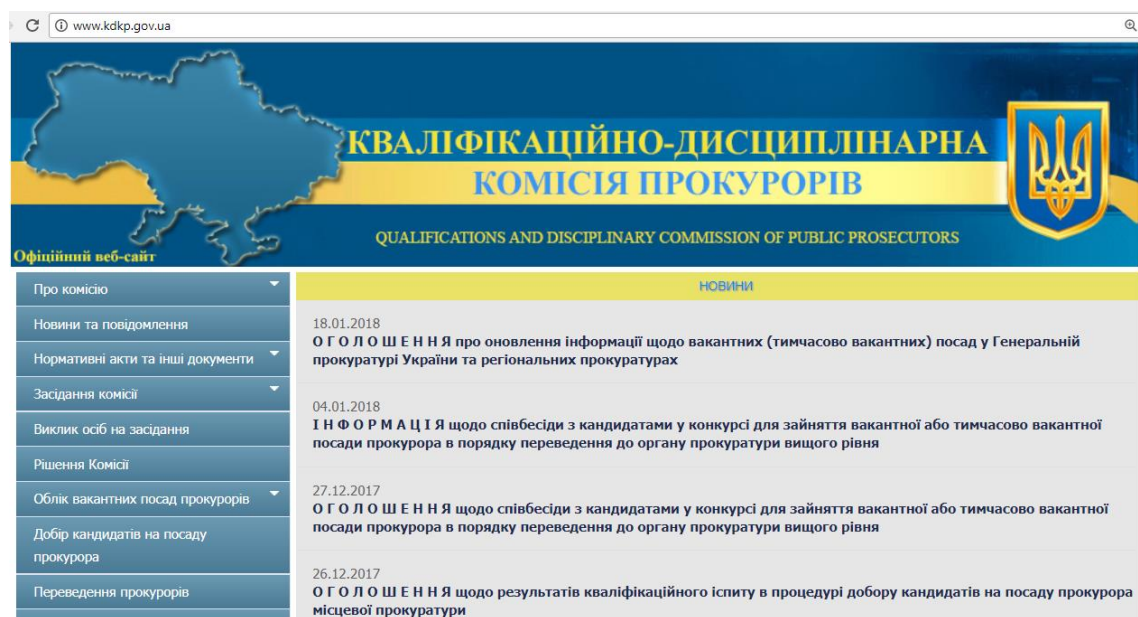 www.kdkp.gov.ua
КВАЛІФІКАЦІЙНО-ДИСЦИПЛІНАРНА
КОМІСІЯ ПРОКУРОРІВ
QUALIFICATIONS AND DISCIPLINARY COMMISSION OF PUBLIC PROSECUTORS
Офіційний веб-сайт
Про комісію
Новини та повідомлення
Нормативні акти та інші документи
Засідання комісії
Виклик осіб на засідання
Рішення Комісії
Облік вакантних посад прокурорів
Добір кандидатів на посаду
прокурора
Переведення прокурорів
НОВИНИ
18.01.2018
О Г О Л О Ш Е Н Н Я про оновлення інформації щодо вакантних (тимчасово вакантних) посад у Генеральній
прокуратурі України та регіональних прокуратурах
04.01.2018
І Н Ф О Р М А Ц І Я щодо співбесіди з кандидатами у конкурсі для зайняття вакантної або тимчасово вакантної
посади прокурора в порядку переведення до органу прокуратури вищого рівня
27.12.2017
О Г О Л О Ш Е Н Н Я щодо співбесіди з кандидатами у конкурсі для зайняття вакантної або тимчасово вакантної
посади прокурора в порядку переведення до органу прокуратури вищого рівня
26.12.2017
О Г О Л О Ш Е Н Н Я щодо результатів кваліфікаційного іспиту в процедурі добору кандидатів на посаду прокурора
місцевої прокуратури